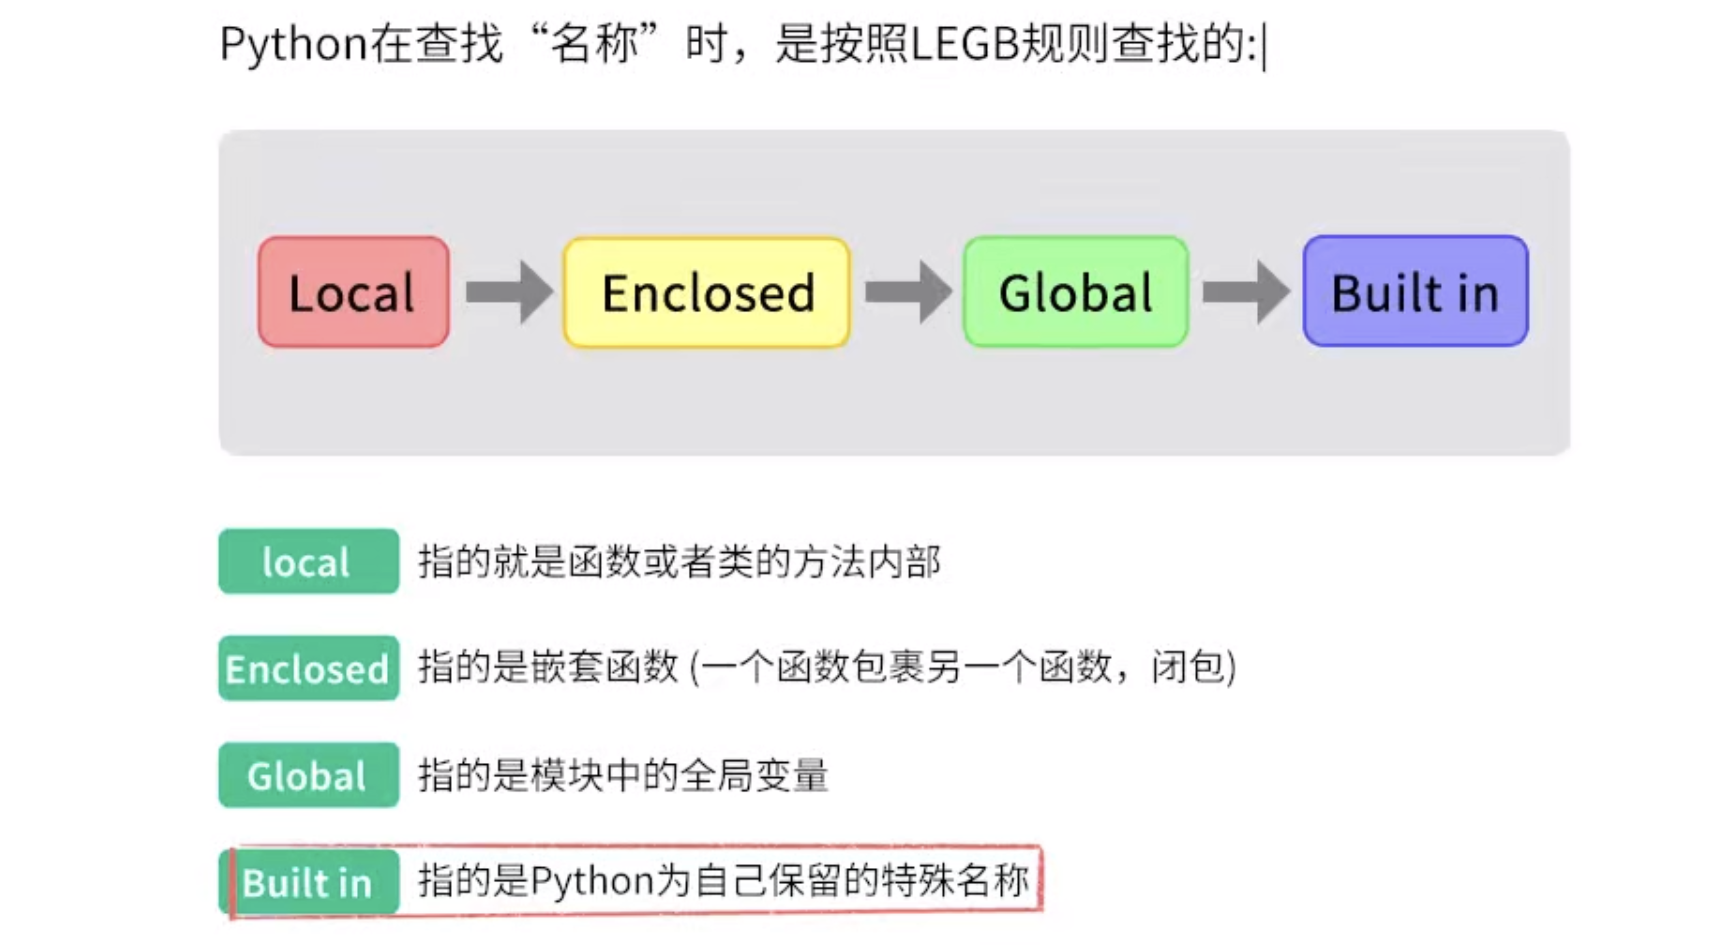 Python在查找“名称”时，是按照LEGB规则查找的:|
Local
Enclosed
Global
Built in
local 指的就是函数或者类的方法内部
Enclosed 指的是嵌套函数 (一个函数包裹另一个函数，闭包)
Global 指的是模块中的全局变量
Built in 指的是Python为自己保留的特殊名称